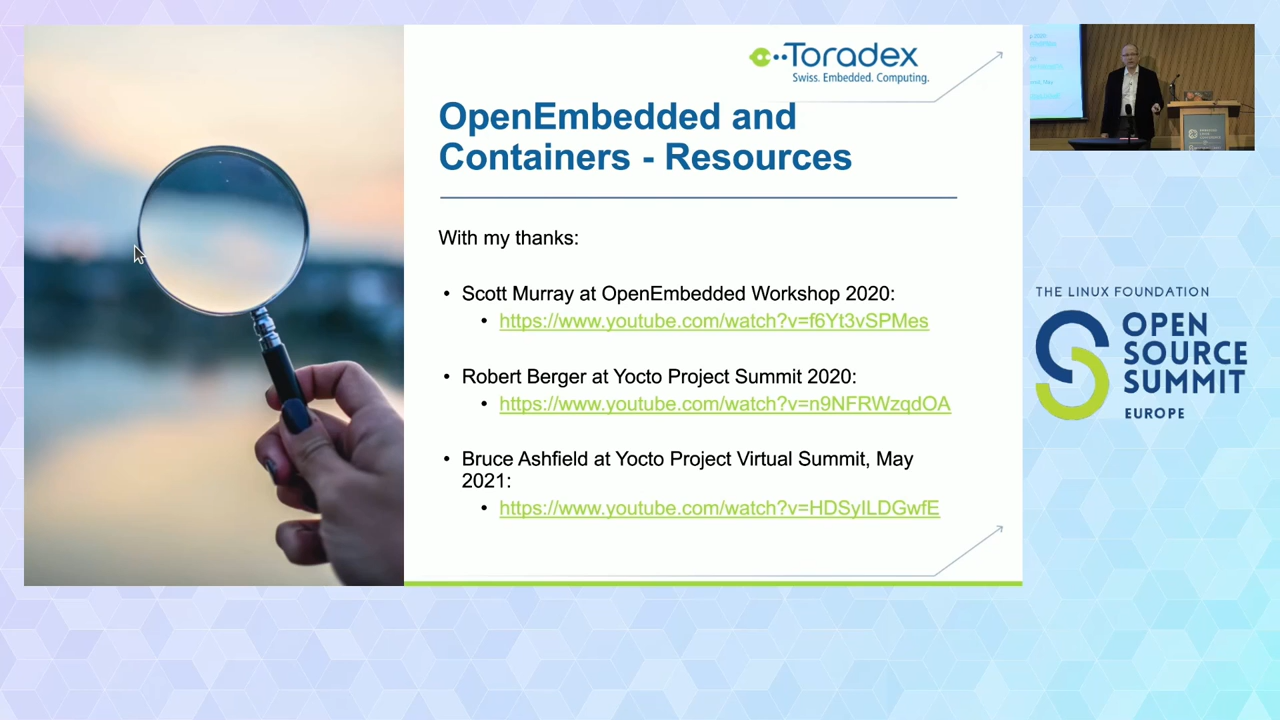 Toradex
Swiss. Embedded. Computing.
OpenEmbedded and
Containers - Resources
With my thanks:
• Scott Murray at OpenEmbedded Workshop 2020:
• https://www.youtube.com/watch?v=f6Yt3vSPMes
• Robert Berger at Yocto Project Summit 2020:
• https://www.youtube.com/watch?v=n9NFRWzqdOA
• Bruce Ashfield at Yocto Project Virtual Summit, May
2021:
• https://www.youtube.com/watch?v=HDSyILDGwfE
THE LINUX FOUNDATION
OPEN
SOURCE
SUMMIT
EUROPE